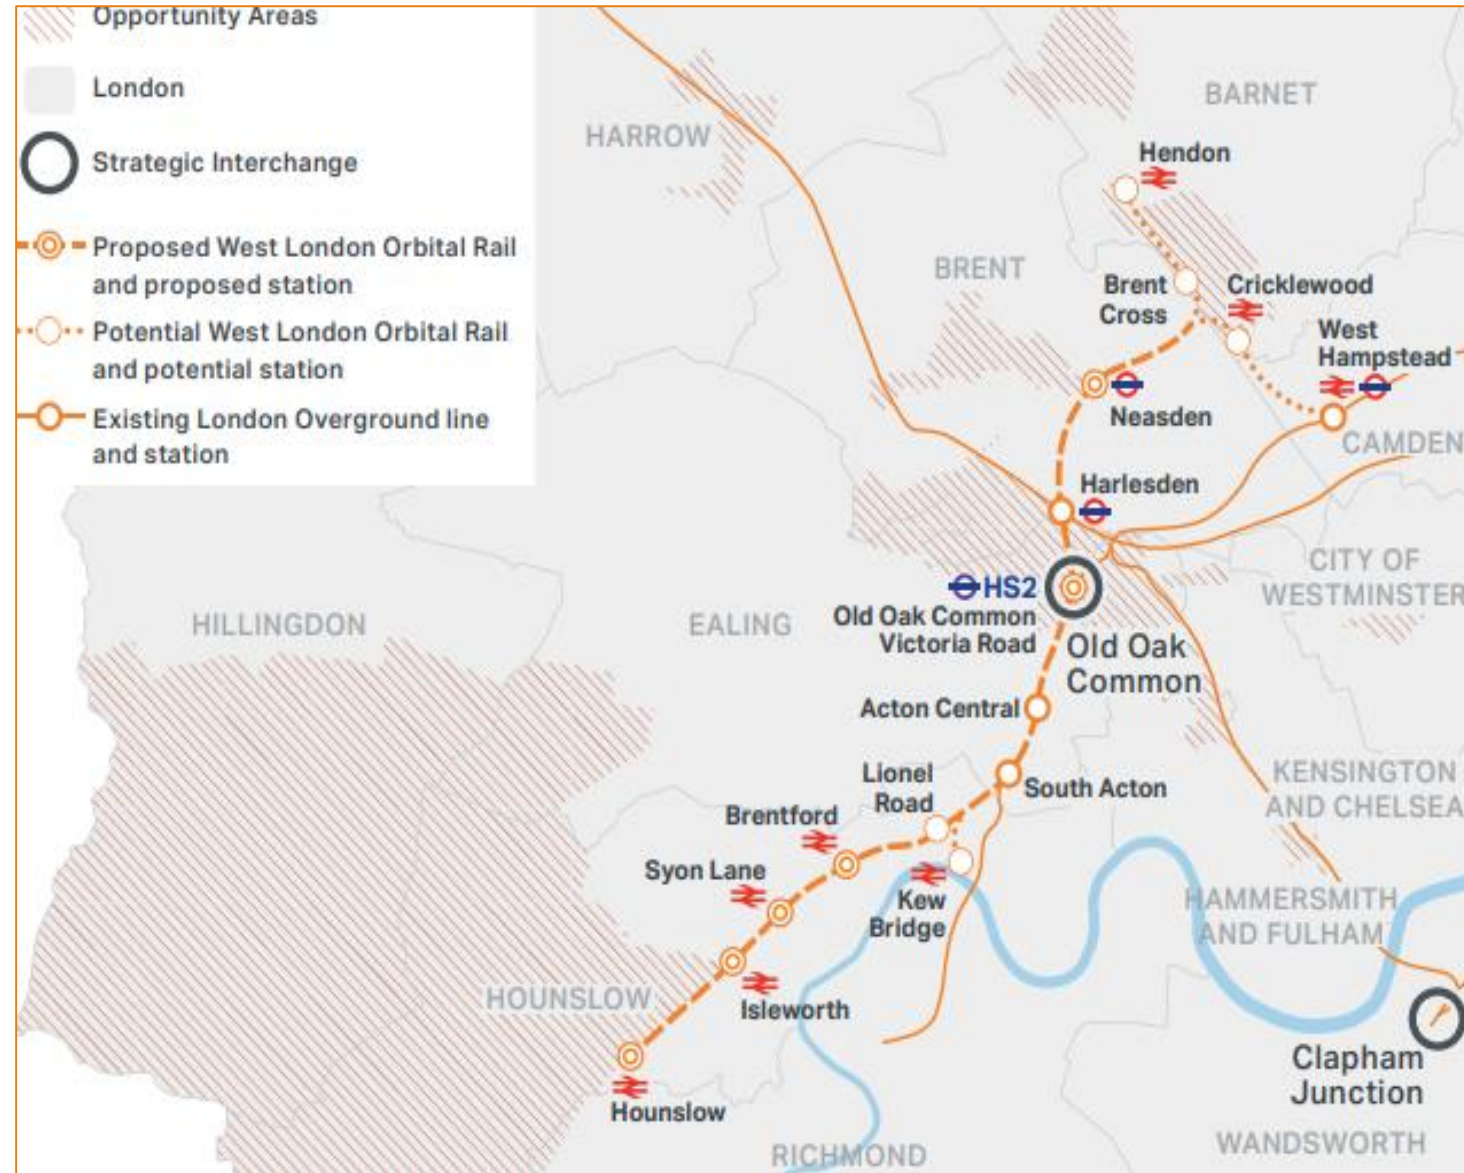 Opportunity Areas
London
Strategic Interchange
Proposed West London Orbital Rail
and proposed station
Potential West London Orbital Rail
and potential station
Existing London Overground line
and station
BARNET
HARROW
Hendon
BRENT
Brent
Cross
Cricklewood
West
Hampstead
Neasden
CAMDEN
Harlesden
CITY OF
WESTMINSTER
HS2
Old Oak Common
Victoria Road
HILLINGDON
EALING
Old Oak
Common
Acton Central
Lionel
Road
South Acton
KENSINGTON
AND CHELSEA
Brentford
Syon Lane
Kew
Bridge
HAMMERSMITH
AND FULHAM
HOUNSLOW
Isleworth
Clapham
Junction
Hounslow
RICHMOND
WANDSWORTH